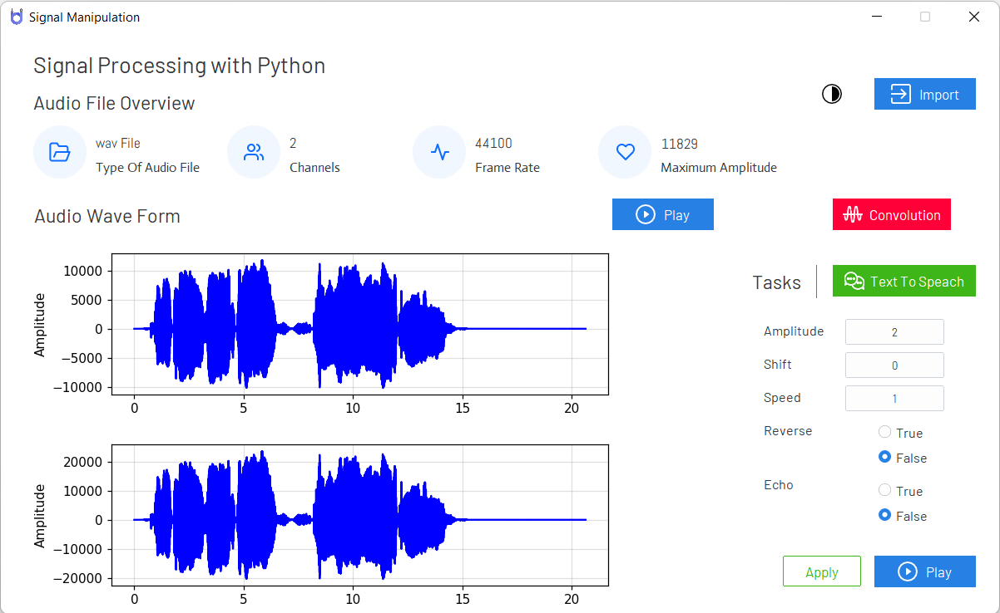 Signal Manipulation
Signal Processing with Python
Audio File Overview
Import
wav File
Type Of Audio File
2
Channels
44100
Frame Rate
11829
Maximum Amplitude
Audio Wave Form
Play
Convolution
Amplitude
10000
5000
0
−5000
−10000
0 5 10 15 20
Tasks
Text To Speach
Amplitude 2
Shift 0
Speed 1
Reverse
True
False
Echo
True
False
Amplitude
20000
10000
0
−10000
−20000
0 5 10 15 20
Apply
Play